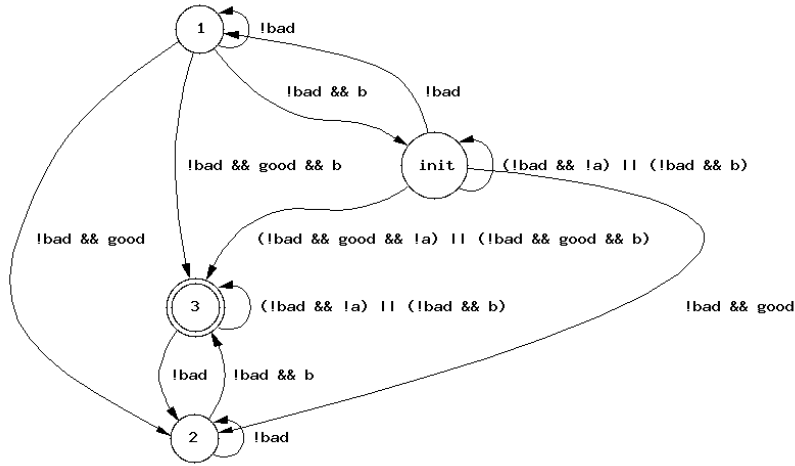 1
!bad
!bad && b
!bad
!bad && good && b
init
(!bad && !a) || (!bad && b)
!bad && good
(!bad && good && !a) || (!bad && good && b)
3
(!bad && !a) || (!bad && b)
!bad && good
!bad
!bad && b
2
!bad